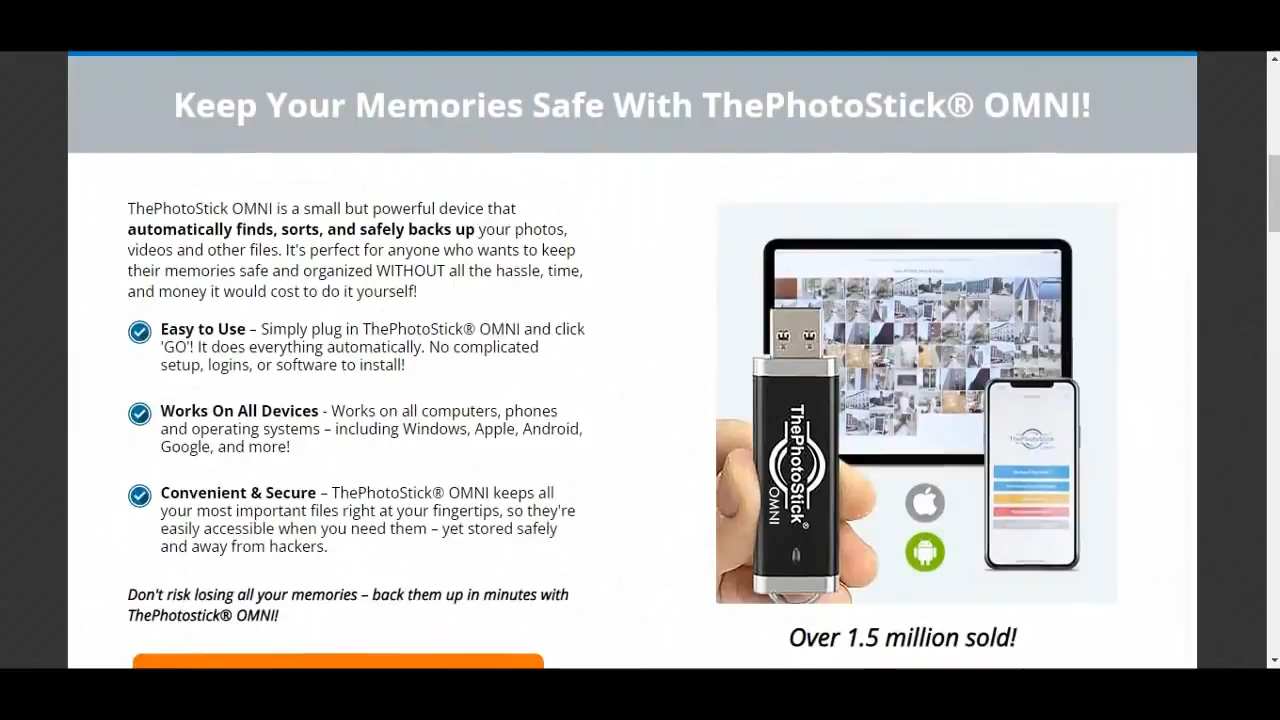 Keep Your Memories Safe With ThePhotoStick® OMNI!
ThePhotoStick OMNI is a small but powerful device that
automatically finds, sorts, and safely backs up your photos,
videos and other files. It's perfect for anyone who wants to keep
their memories safe and organized WITHOUT all the hassle, time,
and money it would cost to do it yourself!
Easy to Use – Simply plug in ThePhotoStick® OMNI and click
'GO'! It does everything automatically. No complicated
setup, logins, or software to install!
Works On All Devices - Works on all computers, phones
and operating systems – including Windows, Apple, Android,
Google, and more!
Convenient & Secure – ThePhotoStick® OMNI keeps all
your most important files right at your fingertips, so they're
easily accessible when you need them – yet stored safely
and away from hackers.
Don't risk losing all your memories – back them up in minutes with
ThePhotostick® OMNI!
ThePhotoStick®
OMNI
ThePhotoStick
Over 1.5 million sold!